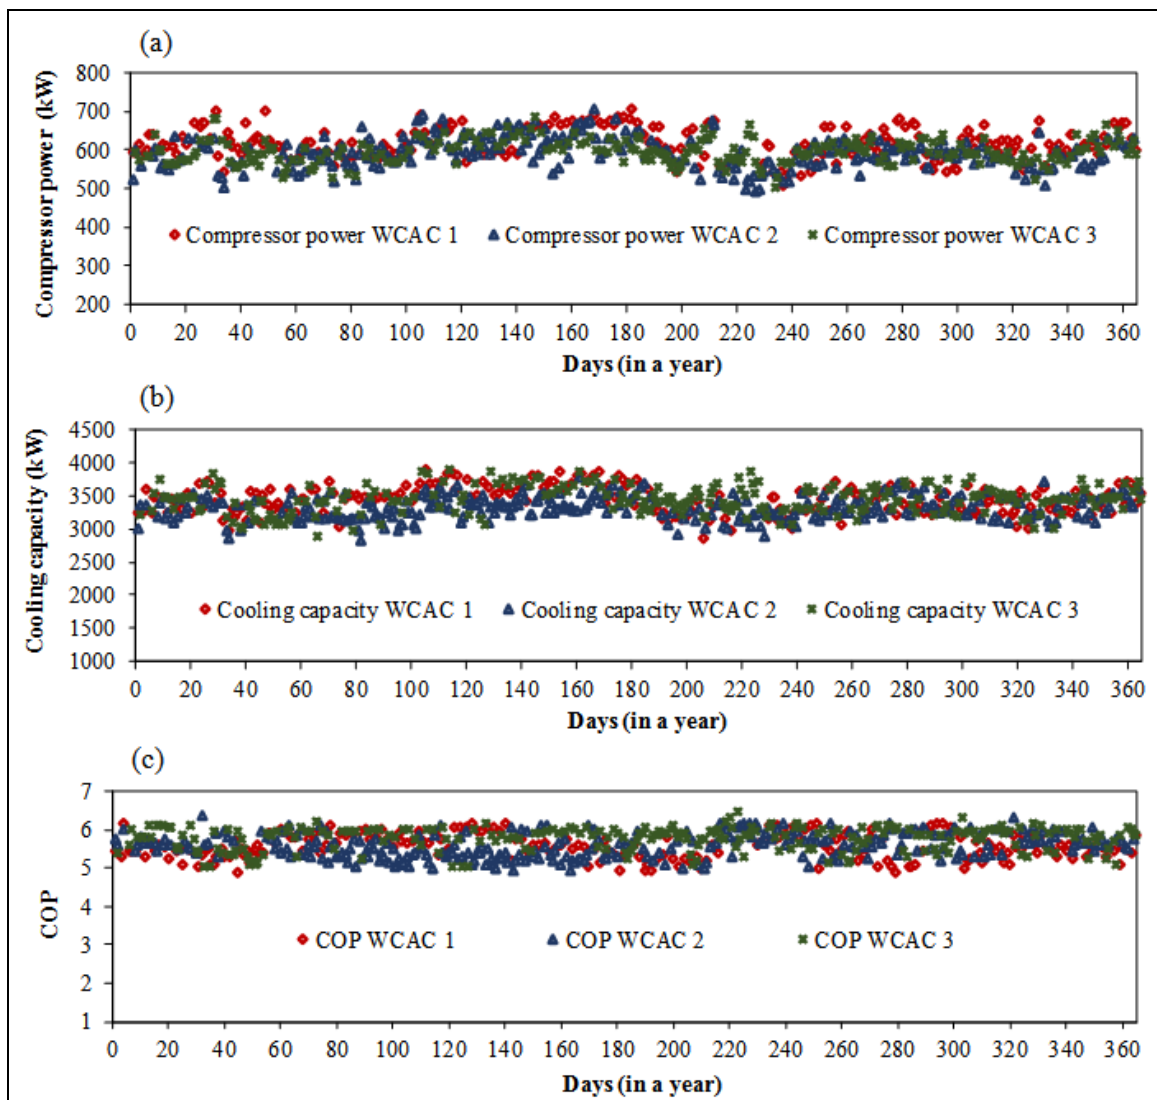 (a)
Compressor power (kW)
800
700
600
500
400
300
200
Compressor power WCAC 1 Compressor power WCAC 2 Compressor power WCAC 3
0 20 40 60 80 100 120 140 160 180 200 220 240 260 280 300 320 340 360
Days (in a year)
(b)
Cooling capacity (kW)
4500
4000
3500
3000
2500
2000
1500
1000
Cooling capacity WCAC 1 Cooling capacity WCAC 2 Cooling capacity WCAC 3
0 20 40 60 80 100 120 140 160 180 200 220 240 260 280 300 320 340 360
Days (in a year)
(c)
COP
7
6
5
4
3
2
1
COP WCAC 1 COP WCAC 2 COP WCAC 3
0 20 40 60 80 100 120 140 160 180 200 220 240 260 280 300 320 340 360
Days (in a year)